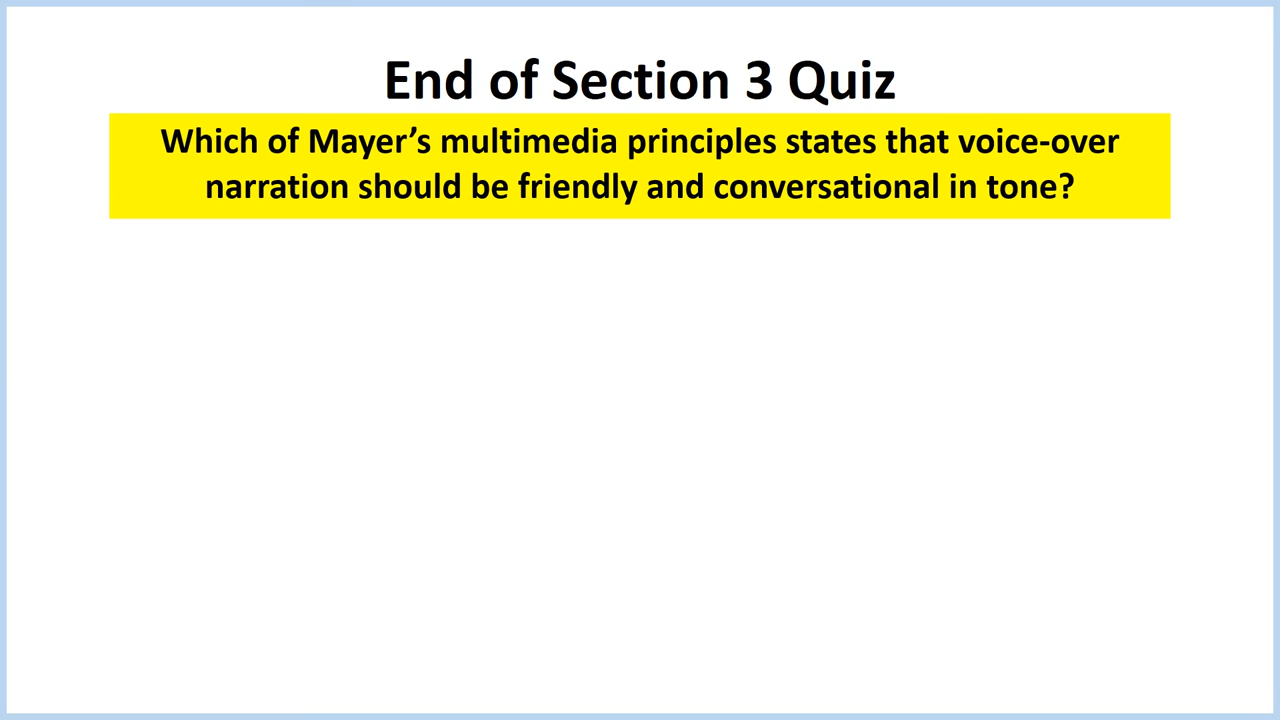 End of Section 3 Quiz
Which of Mayer’s multimedia principles states that voice-over
narration should be friendly and conversational in tone?